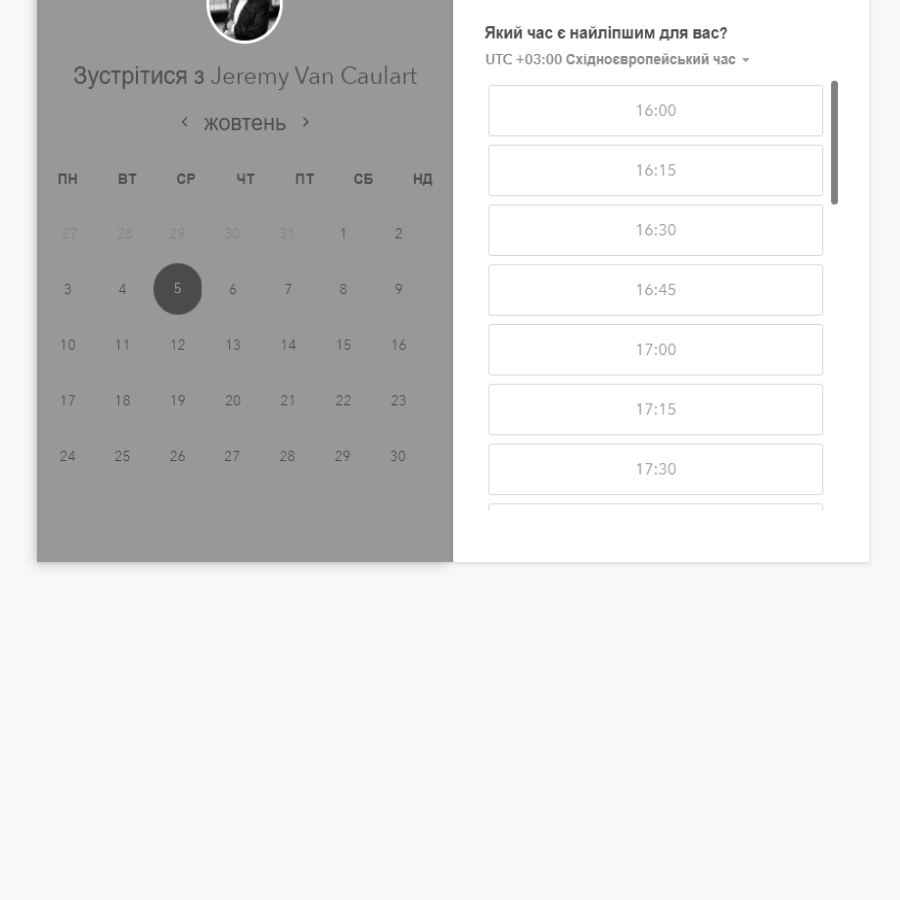 Зустрітися з Jeremy Van Caulart
жовтень
ПН ВТ СР ЧТ ПТ СБ НД
27 28 29 30 31 1 2
3 4 5 6 7 8 9
10 11 12 13 14 15 16
17 18 19 20 21 22 23
24 25 26 27 28 29 30
Який час є найліпшим для вас?
UTC +03:00 Східноєвропейський час
16:00
16:15
16:30
16:45
17:00
17:15
17:30